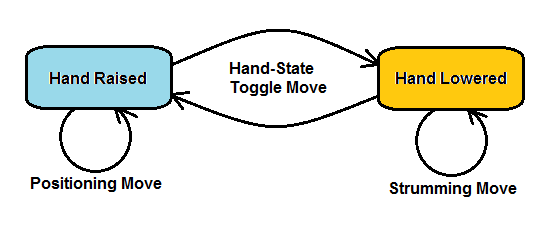 Hand Raised
Hand-State
Toggle Move
Hand Lowered
Positioning Move
Strumming Move